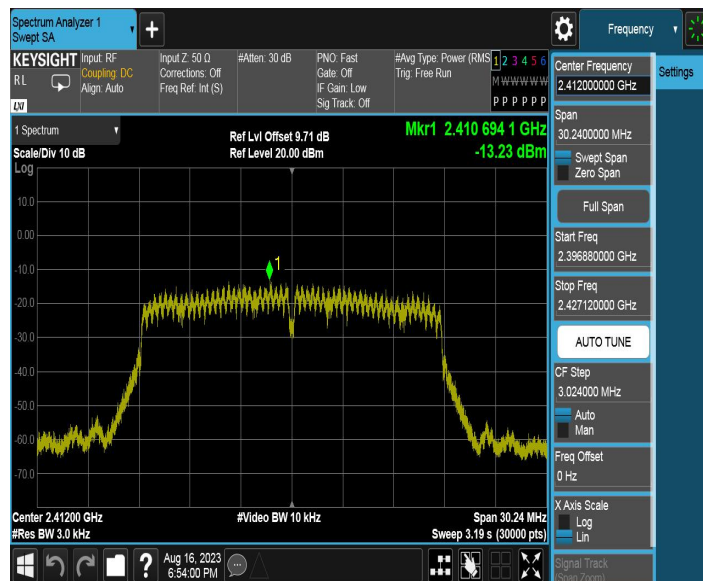 Spectrum Analyzer 1
Swept SA
+
Frequency
KEYSIGHT
R L
LXI
Input: RF
Coupling: DC
Align: Auto
Input Z: 50 Ω
Corrections: Off
Freq Ref: Int (S)
#Atten: 30 dB
PNO: Fast
Gate: Off
IF Gain: Low
Sig Track: Off
#Avg Type: Power (RMS
Trig: Free Run
1 2 3 4 5 6
M W W W W W
P P P P P P
1 Spectrum
Scale/Div 10 dB
Log
Ref Lvl Offset 9.71 dB
Ref Level 20.00 dBm
Mkr1 2.410 694 1 GHz
-13.23 dBm
10.0
0.00
-10.0
-20.0
-30.0
-40.0
-50.0
-60.0
-70.0
1
Center 2.41200 GHz
#Res BW 3.0 kHz
#Video BW 10 kHz
Span 30.24 MHz
Sweep 3.19 s (30000 pts)
?
Aug 16, 2023
6:54:00 PM
Center Frequency
2.412000000 GHz
Span
30.2400000 MHz
Swept Span
Zero Span
Full Span
Start Freq
2.396880000 GHz
Stop Freq
2.427120000 GHz
AUTO TUNE
CF Step
3.024000 MHz
Auto
Man
Freq Offset
0 Hz
X Axis Scale
Log
Lin
Signal Track
(Span Zoom)
Settings